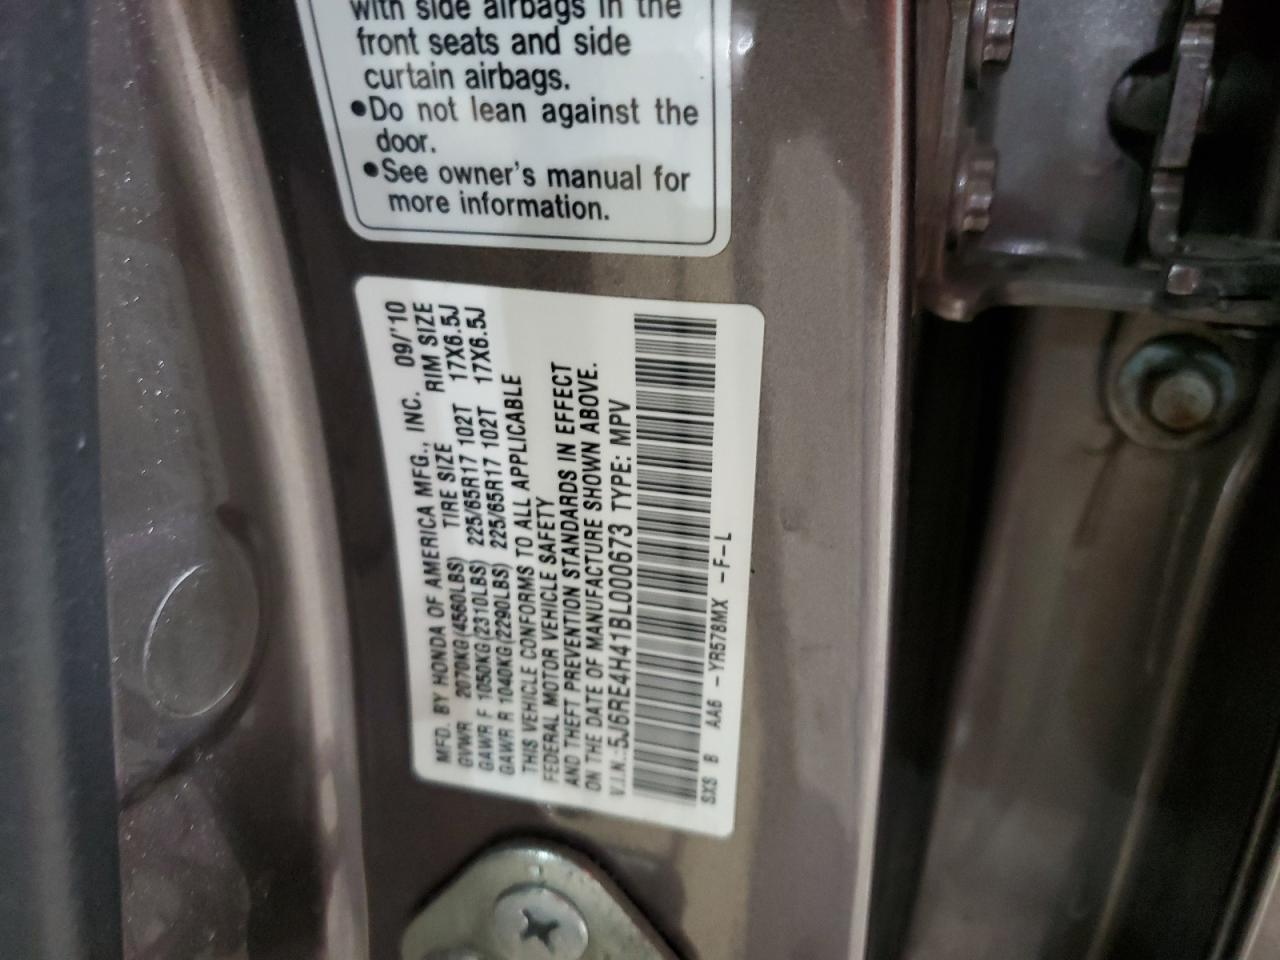 with side airbags in the
front seats and side
curtain airbags.
●Do not lean against the
door.
●See owner's manual for
more information.
MFD. BY HONDA OF AMERICA MFG., INC. 09/'10
GVWR 2070KG(4560LBS) TIRE SIZE RIM SIZE
GAWR F 1050KG(2310LBS) 225/65R17 102T 17X6.5J
GAWR R 1040KG(2290LBS) 225/65R17 102T 17X6.5J
THIS VEHICLE CONFORMS TO ALL APPLICABLE
FEDERAL MOTOR VEHICLE SAFETY
AND THEFT PREVENTION STANDARDS IN EFFECT
ON THE DATE OF MANUFACTURE SHOWN ABOVE.
V.I.N.:5J6RE4H41BL000673 TYPE: MPV
SXS B AA6 -YR578MX -F-L